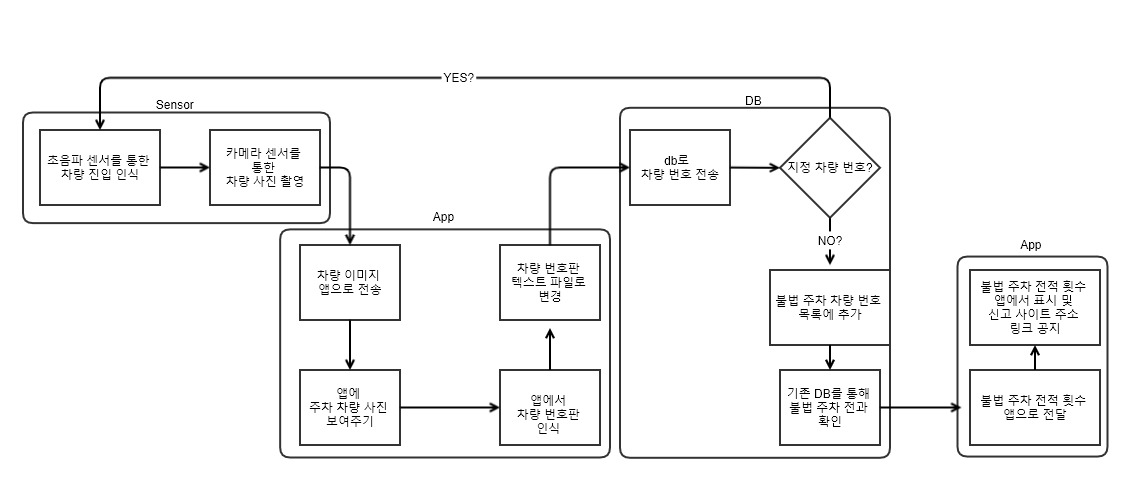 YES?
Sensor
초음파 센서를 통한
차량 진입 인식
카메라 센서를
통한
차량 사진 촬영
App
차량 이미지
앱으로 전송
앱에
주차 차량 사진
보여주기
앱에서
차량 번호판
인식
차량 번호판
텍스트 파일로
변경
DB
db로
차량 번호 전송
지정 차량 번호?
NO?
불법 주차 차량 번호
목록에 추가
기존 DB를 통해
불법 주차 전과
확인
App
불법 주차 전적 횟수
앱에서 표시 및
신고 사이트 주소
링크 공지
불법 주차 전적 횟수
앱으로 전달